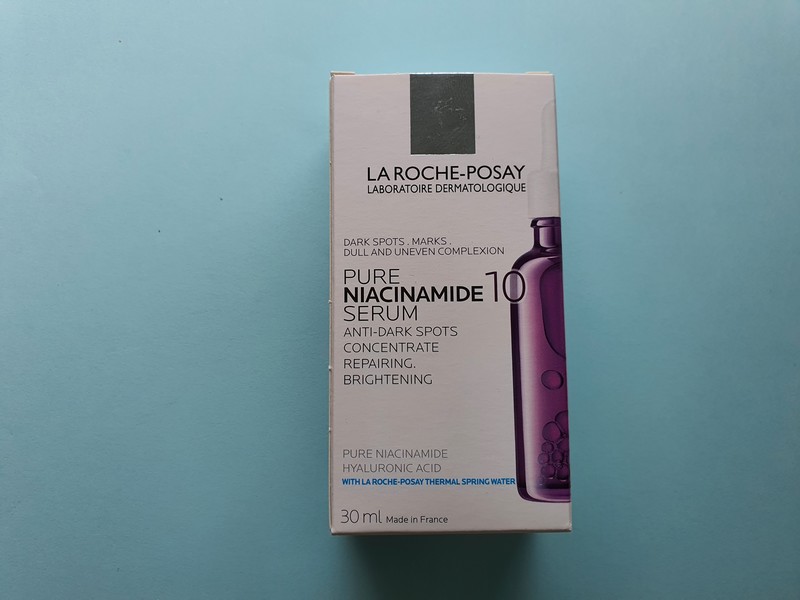 LA ROCHE-POSAY
LABORATOIRE DERMATOLOGIQUE
DARK SPOTS . MARKS .
DULL AND UNEVEN COMPLEXION
PURE
NIACINAMIDE 10
SERUM
ANTI-DARK SPOTS
CONCENTRATE
REPAIRING.
BRIGHTENING
PURE NIACINAMIDE
HYALURONIC ACID
WITH LA ROCHE-POSAY THERMAL SPRING WATER
30 ml Made in France